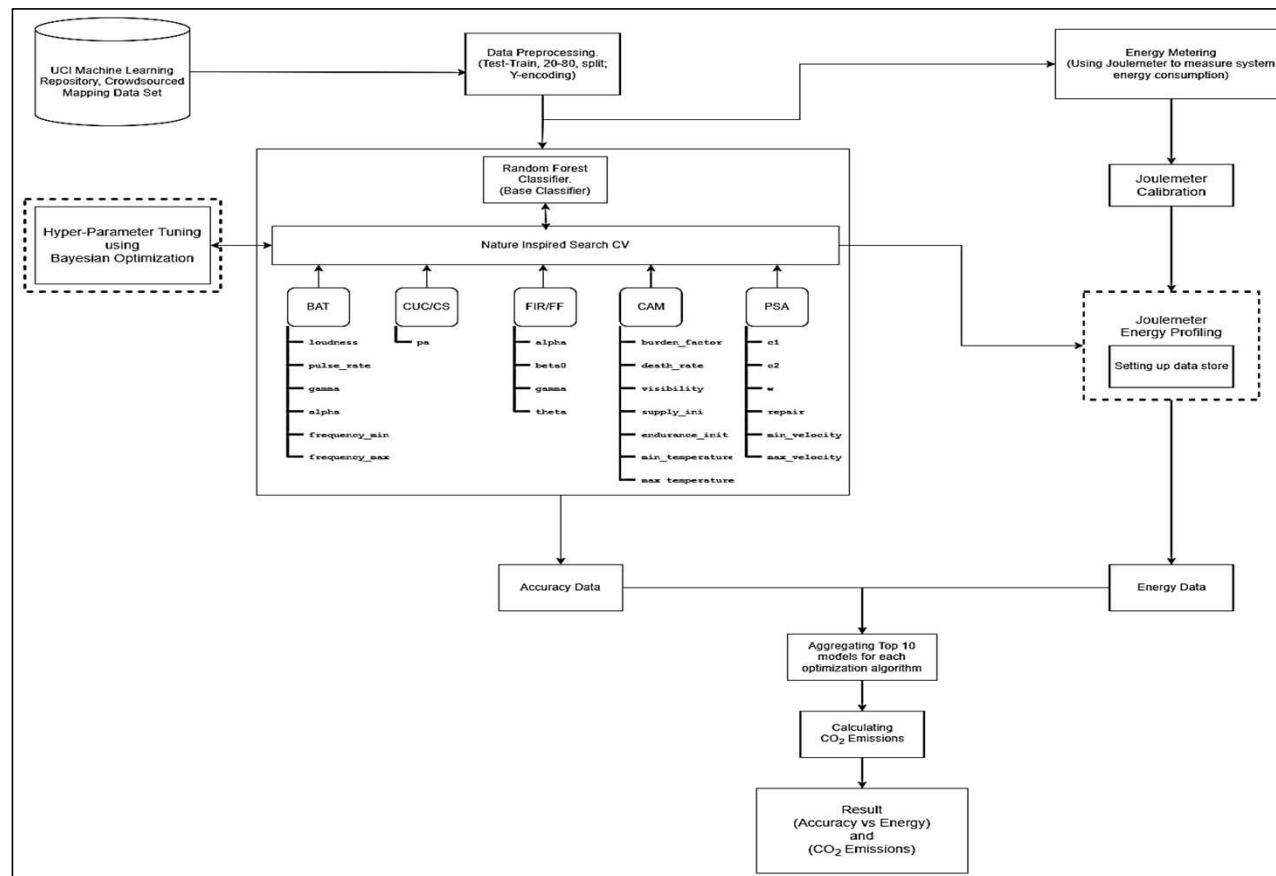 UCI Machine Learning
Repository, Crowdsourced
Mapping Data Set
Data Preprocessing.
(Test-Train, 20-80, split;
Y-encoding)
Energy Metering
(Using Joulemeter to measure system
energy consumption)
Random Forest
Classifier.
(Base Classifier)
Joulemeter
Calibration
Hyper-Parameter Tuning
using
Bayesian Optimization
Nature Inspired Search CV
BAT
loudness
pulse_rate
gamma
alpha
frequency_min
frequency_max
CUC/CS
pa
FIR/FF
alpha
beta0
gamma
theta
CAM
burden_factor
death_rate
visibility
supply_ini
endurance_init
min_temperature
max_temperature
PSA
c1
c2
w
repair
min_velocity
max_velocity
Joulemeter
Energy Profiling
Setting up data store
Accuracy Data
Energy Data
Aggregating Top 10
models for each
optimization algorithm
Calculating
CO2 Emissions
Result
(Accuracy vs Energy)
and
(CO2 Emissions)